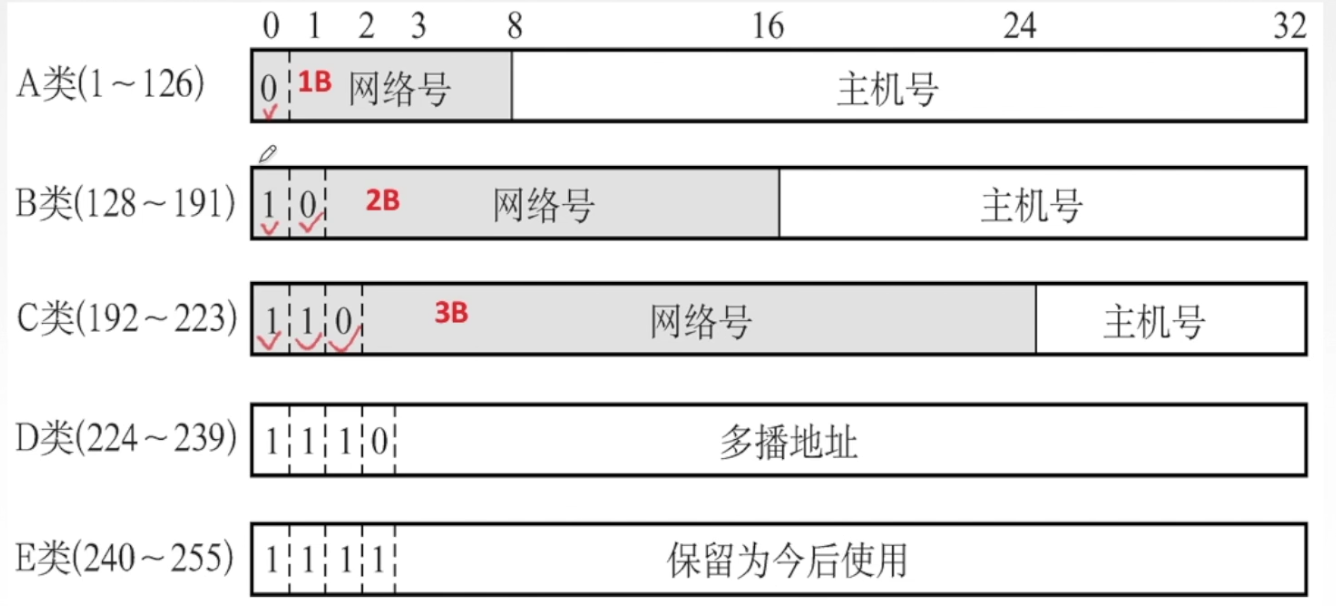 0 1 2 3 8 16 24 32
A类(1～126) 0 1B 网络号 主机号
B类(128～191) 1 0 2B 网络号 主机号
C类(192～223) 1 1 0 3B 网络号 主机号
D类(224～239) 1 1 1 0 多播地址
E类(240～255) 1 1 1 1 保留为今后使用